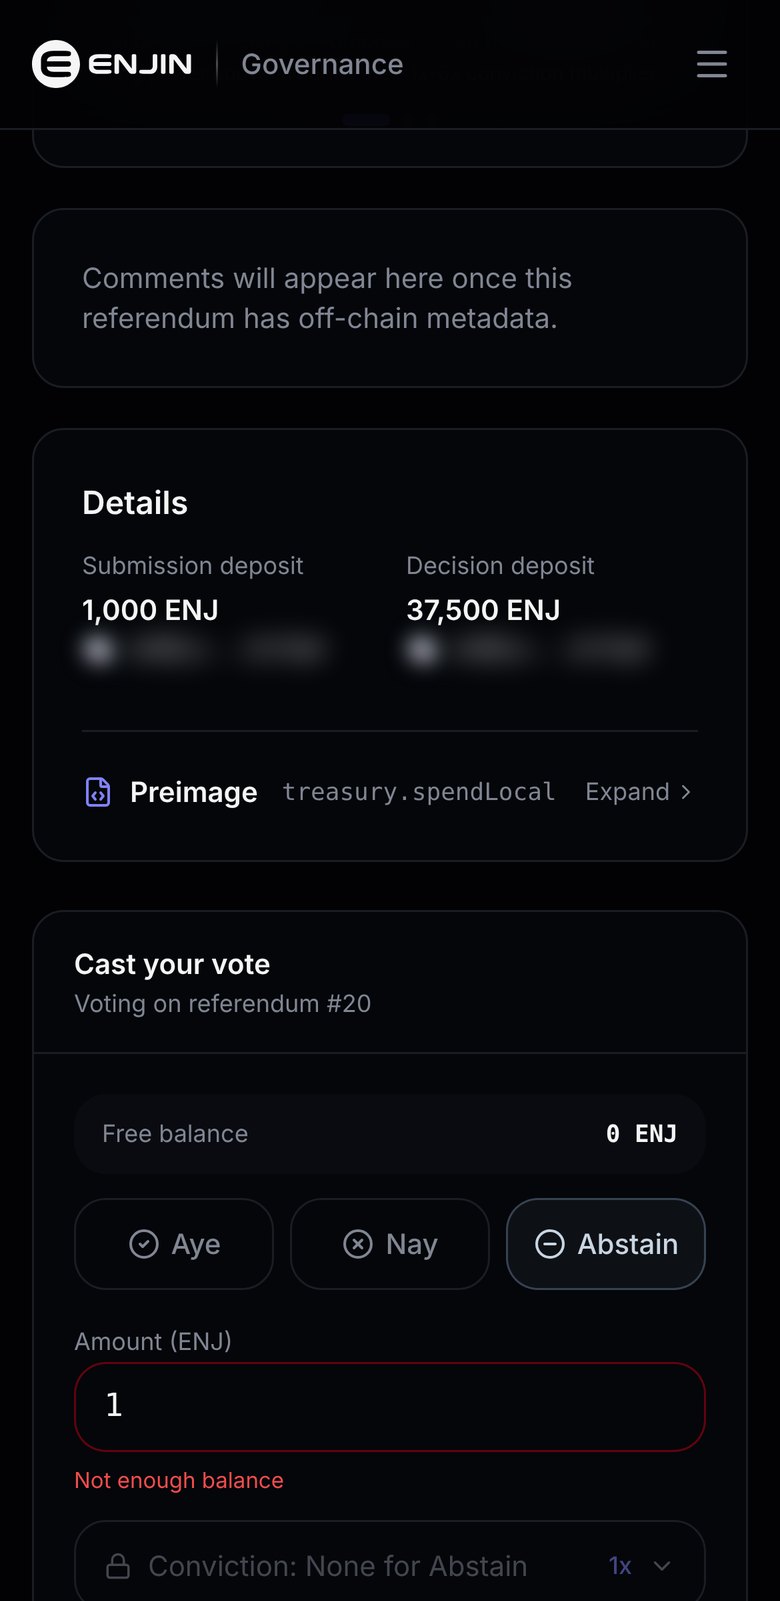 ENJIN Governance
Comments will appear here once this
referendum has off-chain metadata.
Details
Submission deposit
1,000 ENJ
Decision deposit
37,500 ENJ
Preimage treasury.spendLocal Expand
Cast your vote
Voting on referendum #20
Free balance 0 ENJ
Aye Nay Abstain
Amount (ENJ)
1
Not enough balance
Conviction: None for Abstain 1x